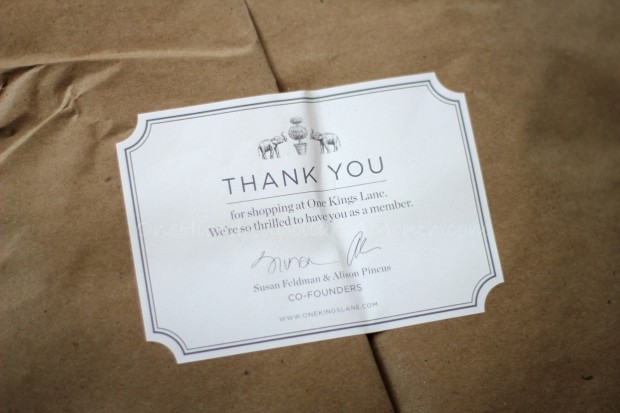 THANK YOU
for shopping at One Kings Lane.
We're so thrilled to have you as a member.
Susan Feldman & Alison Pincus
CO-FOUNDERS
WWW.ONEKINGSLANE.COM